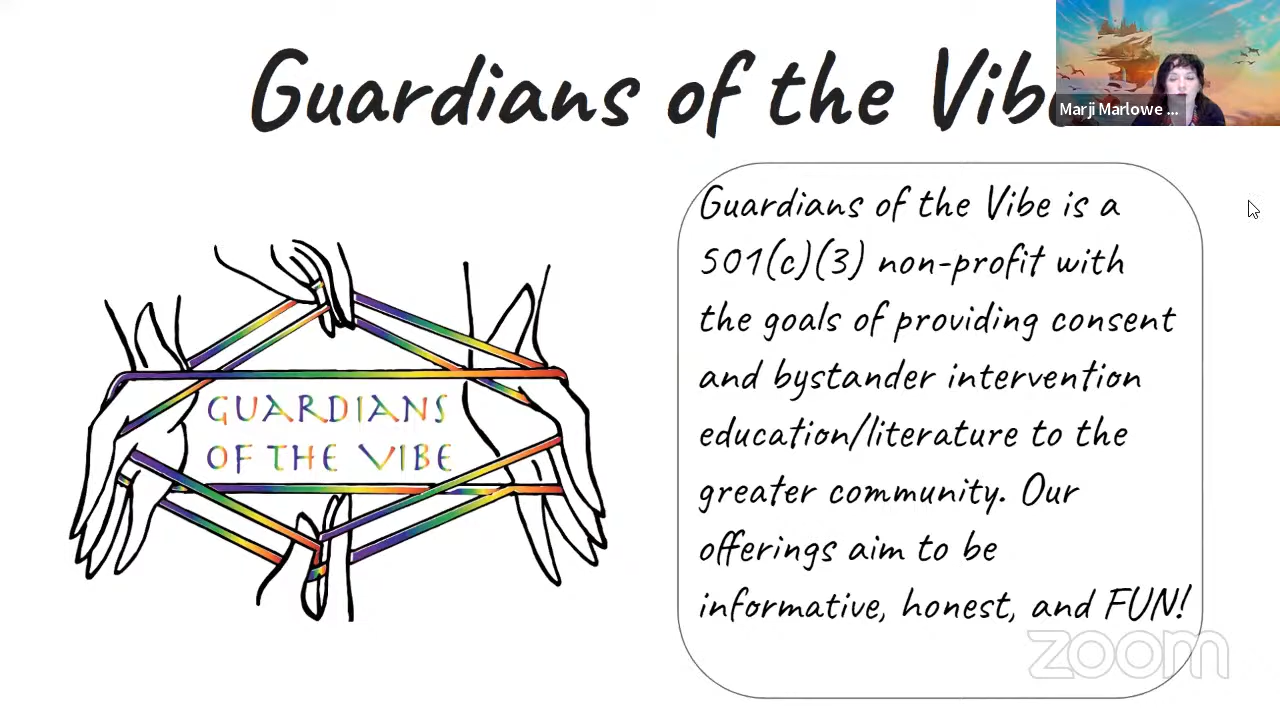 Guardians of the Vibe
Marji Marlowe ...
Guardians of the Vibe is a
501(c)(3) non-profit with
the goals of providing consent
and bystander intervention
education/literature to the
greater community. Our
offerings aim to be
informative, honest, and FUN!
GUARDIANS
OF THE VIBE
zoom